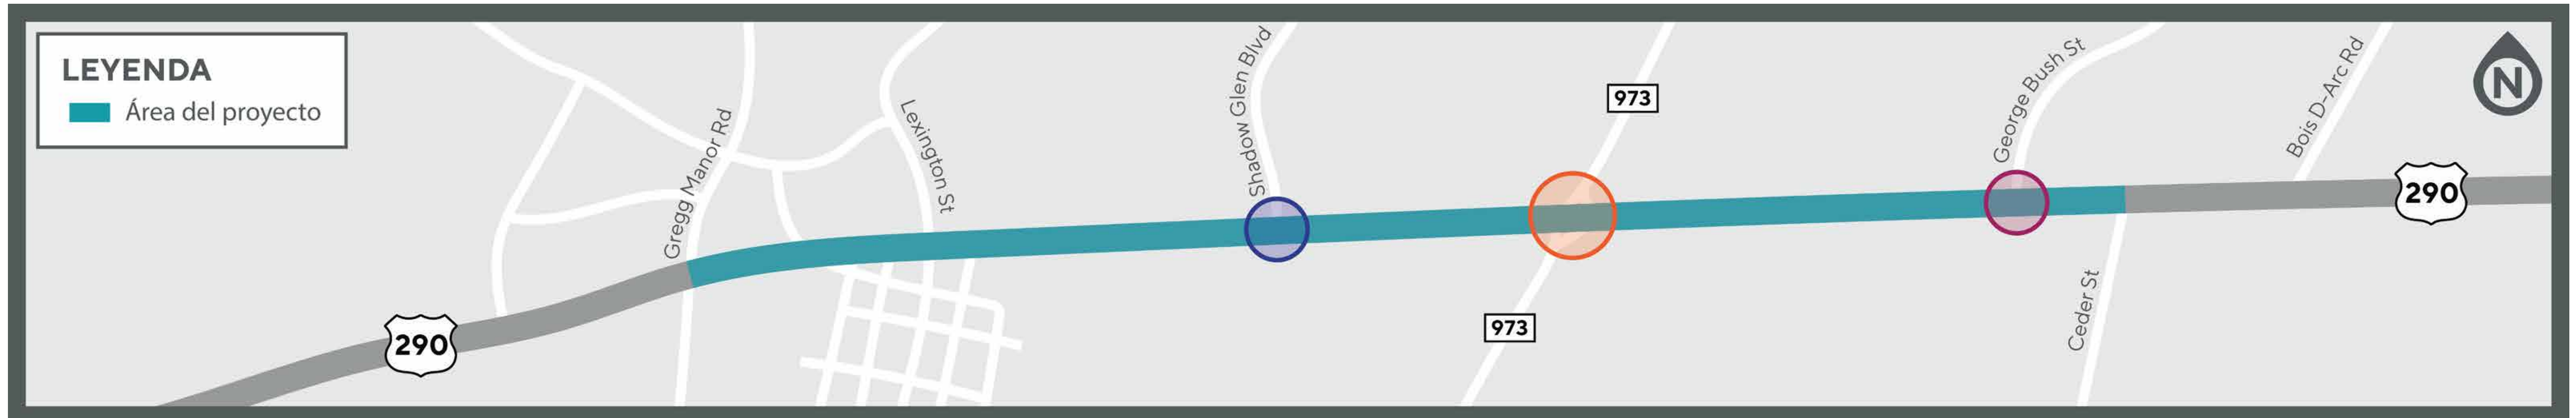 LEYENDA
Área del proyecto
Gregg Manor Rd
Lexington St
Shadow Glen Blvd
973
George Bush St
Bois D-Arc Rd
N
290
973
Ceder St
290